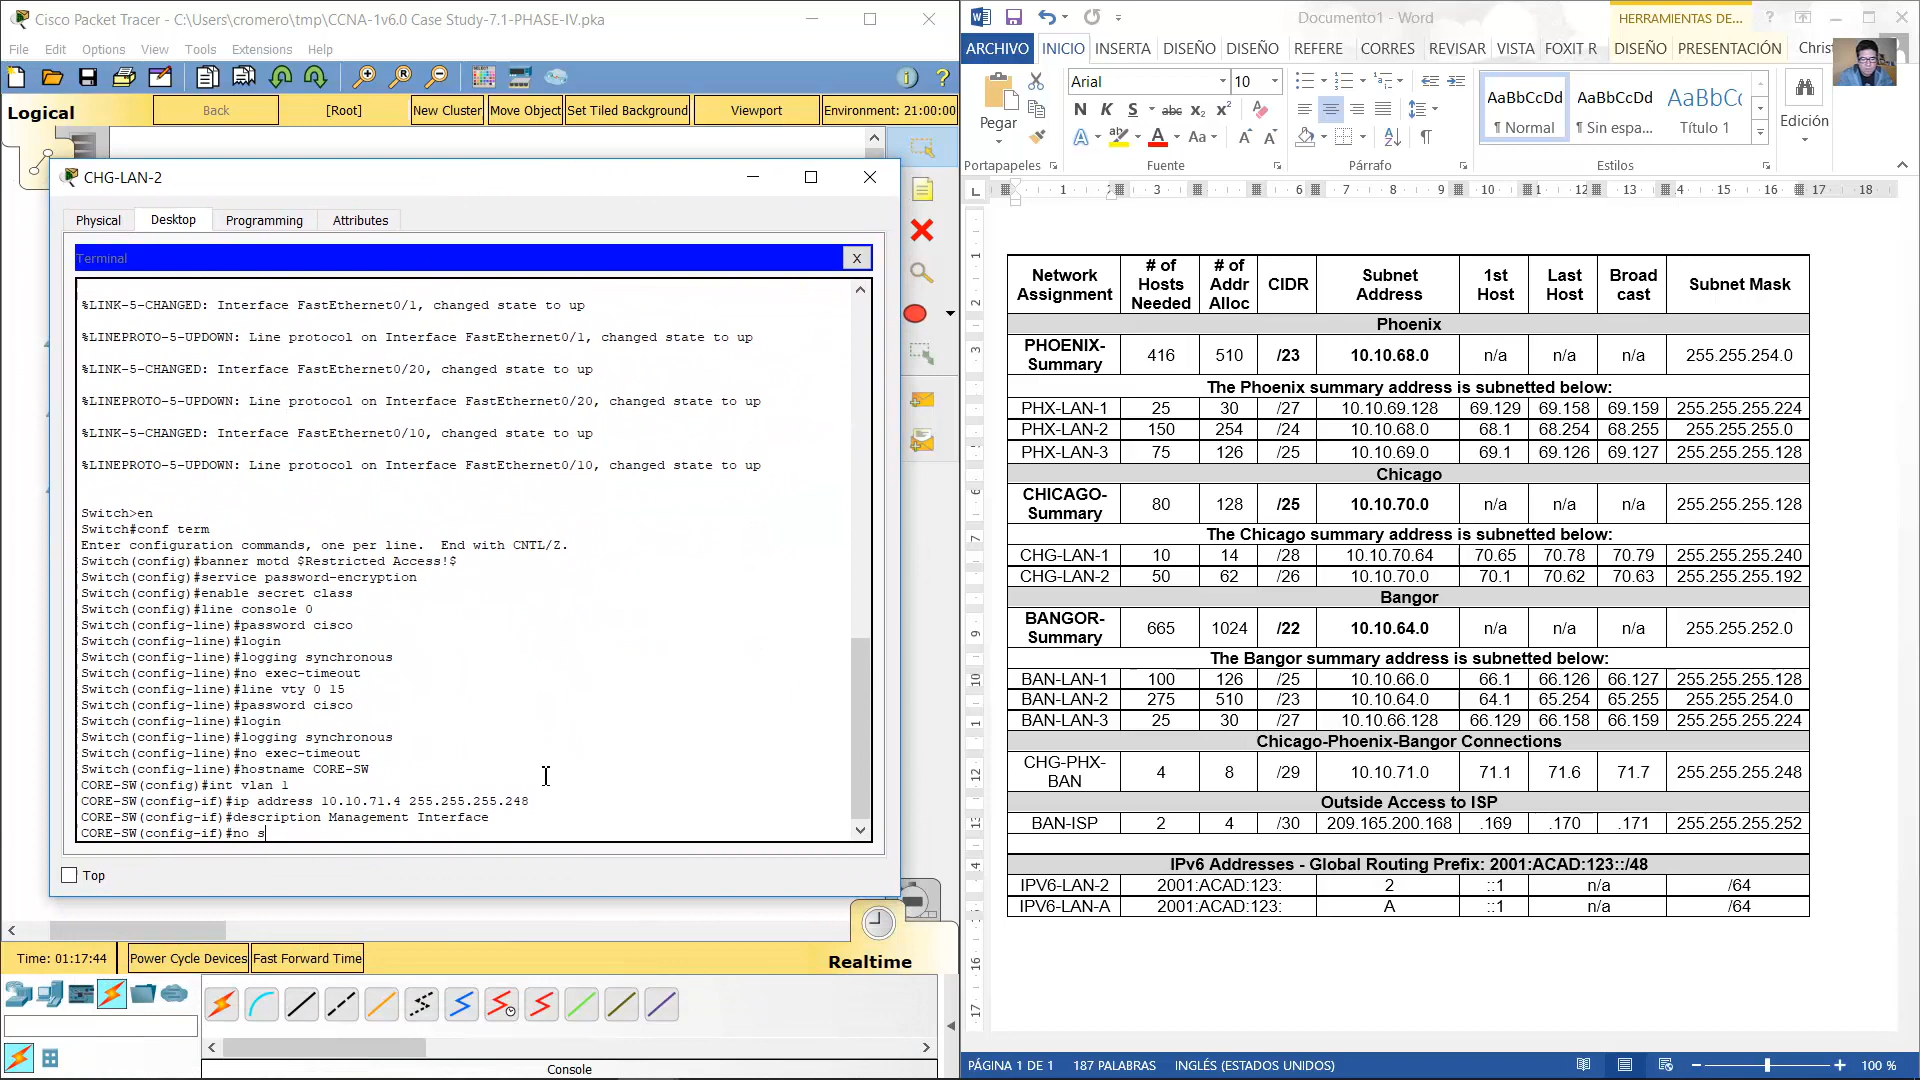 Cisco Packet Tracer - C:\Users\cromero\tmp\CCNA-1v6.0 Case Study-7.1-PHASE-IV.pka
File Edit Options View Tools Extensions Help
Logical Back [Root] New Cluster Move Object Set Tiled Background Viewport Environment: 21:00:00
CHG-LAN-2
Physical Desktop Programming Attributes
Terminal X
%LINK-5-CHANGED: Interface FastEthernet0/1, changed state to up
%LINEPROTO-5-UPDOWN: Line protocol on Interface FastEthernet0/1, changed state to up
%LINK-5-CHANGED: Interface FastEthernet0/20, changed state to up
%LINEPROTO-5-UPDOWN: Line protocol on Interface FastEthernet0/20, changed state to up
%LINK-5-CHANGED: Interface FastEthernet0/10, changed state to up
%LINEPROTO-5-UPDOWN: Line protocol on Interface FastEthernet0/10, changed state to up
Switch>en
Switch#conf term
Enter configuration commands, one per line. End with CNTL/Z.
Switch(config)#banner motd $Restricted Access!$
Switch(config)#service password-encryption
Switch(config)#enable secret class
Switch(config)#line console 0
Switch(config-line)#password cisco
Switch(config-line)#login
Switch(config-line)#logging synchronous
Switch(config-line)#no exec-timeout
Switch(config-line)#line vty 0 15
Switch(config-line)#password cisco
Switch(config-line)#login
Switch(config-line)#logging synchronous
Switch(config-line)#no exec-timeout
Switch(config-line)#hostname CORE-SW
CORE-SW(config)#int vlan 1
CORE-SW(config-if)#ip address 10.10.71.4 255.255.255.248
CORE-SW(config-if)#description Management Interface
CORE-SW(config-if)#no s
Top
Time: 01:17:44 Power Cycle Devices Fast Forward Time Realtime
Console
Documento1 - Word HERRAMIENTAS DE...
ARCHIVO INICIO INSERTA DISEÑO DISEÑO REFERE CORRES REVISAR VISTA FOXIT R DISEÑO PRESENTACIÓN Christ
Pegar Arial 10 AaBbCcDd AaBbCcDd AaBbCc Edición
N K S abc x₂ x²
¶ Normal ¶ Sin espa... Título 1
Portapapeles Fuente Párrafo Estilos
1 3 6 7 8 9 10 12 13 4 15 16 17 18
Network Assignment # of Hosts Needed # of Addr Alloc CIDR Subnet Address 1st Host Last Host Broad cast Subnet Mask
Phoenix
PHOENIX-Summary 416 510 /23 10.10.68.0 n/a n/a n/a 255.255.254.0
The Phoenix summary address is subnetted below:
PHX-LAN-1 25 30 /27 10.10.69.128 69.129 69.158 69.159 255.255.255.224
PHX-LAN-2 150 254 /24 10.10.68.0 68.1 68.254 68.255 255.255.255.0
PHX-LAN-3 75 126 /25 10.10.69.0 69.1 69.126 69.127 255.255.255.128
Chicago
CHICAGO-Summary 80 128 /25 10.10.70.0 n/a n/a n/a 255.255.255.128
The Chicago summary address is subnetted below:
CHG-LAN-1 10 14 /28 10.10.70.64 70.65 70.78 70.79 255.255.255.240
CHG-LAN-2 50 62 /26 10.10.70.0 70.1 70.62 70.63 255.255.255.192
Bangor
BANGOR-Summary 665 1024 /22 10.10.64.0 n/a n/a n/a 255.255.252.0
The Bangor summary address is subnetted below:
BAN-LAN-1 100 126 /25 10.10.66.0 66.1 66.126 66.127 255.255.255.128
BAN-LAN-2 275 510 /23 10.10.64.0 64.1 65.254 65.255 255.255.254.0
BAN-LAN-3 25 30 /27 10.10.66.128 66.129 66.158 66.159 255.255.255.224
Chicago-Phoenix-Bangor Connections
CHG-PHX-BAN 4 8 /29 10.10.71.0 71.1 71.6 71.7 255.255.255.248
Outside Access to ISP
BAN-ISP 2 4 /30 209.165.200.168 .169 .170 .171 255.255.255.252
IPv6 Addresses - Global Routing Prefix: 2001:ACAD:123::/48
IPV6-LAN-2 2001:ACAD:123: 2 ::1 n/a /64
IPV6-LAN-A 2001:ACAD:123: A ::1 n/a /64
PÁGINA 1 DE 1 187 PALABRAS INGLÉS (ESTADOS UNIDOS) 100 %